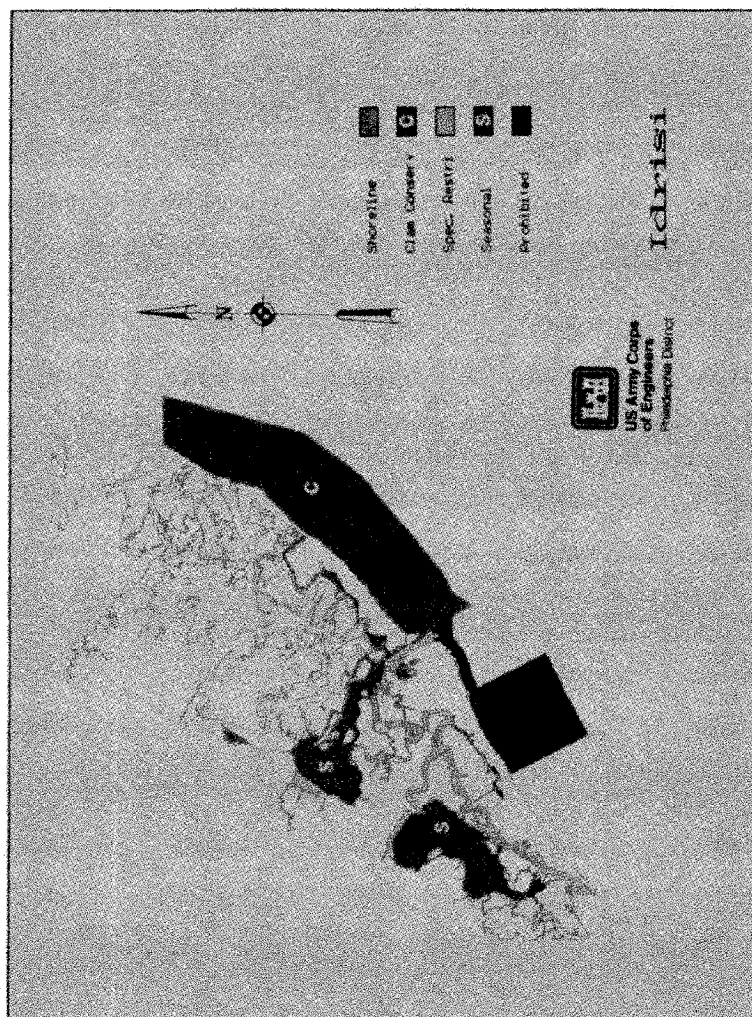 Shoreline
C
Clam Conserv
Spec. Restri
S
Seasonal
Prohibited
N
C
S
S
US Army Corps
of Engineers
Philadelphia District
Idrisi